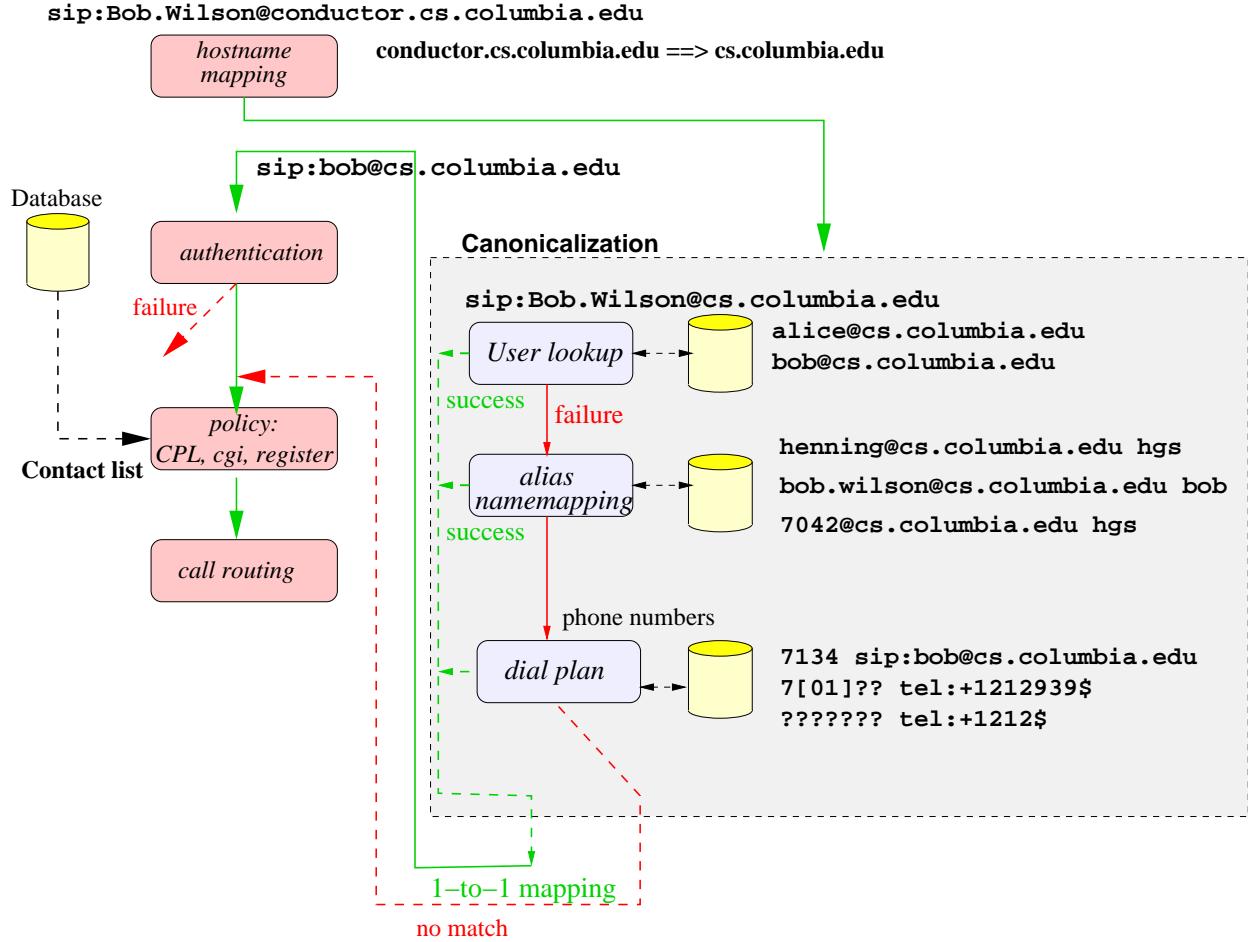 sip:Bob.Wilson@conductor.cs.columbia.edu
hostname
mapping
conductor.cs.columbia.edu ==> cs.columbia.edu
sip:bob@cs.columbia.edu
Database
authentication
failure
policy:
CPL, cgi, register
Contact list
call routing
Canonicalization
sip:Bob.Wilson@cs.columbia.edu
User lookup
alice@cs.columbia.edu
bob@cs.columbia.edu
success
failure
alias
namemapping
henning@cs.columbia.edu hgs
bob.wilson@cs.columbia.edu bob
7042@cs.columbia.edu hgs
success
phone numbers
dial plan
7134 sip:bob@cs.columbia.edu
7[01]?? tel:+1212939$
??????? tel:+1212$
1−to−1 mapping
no match